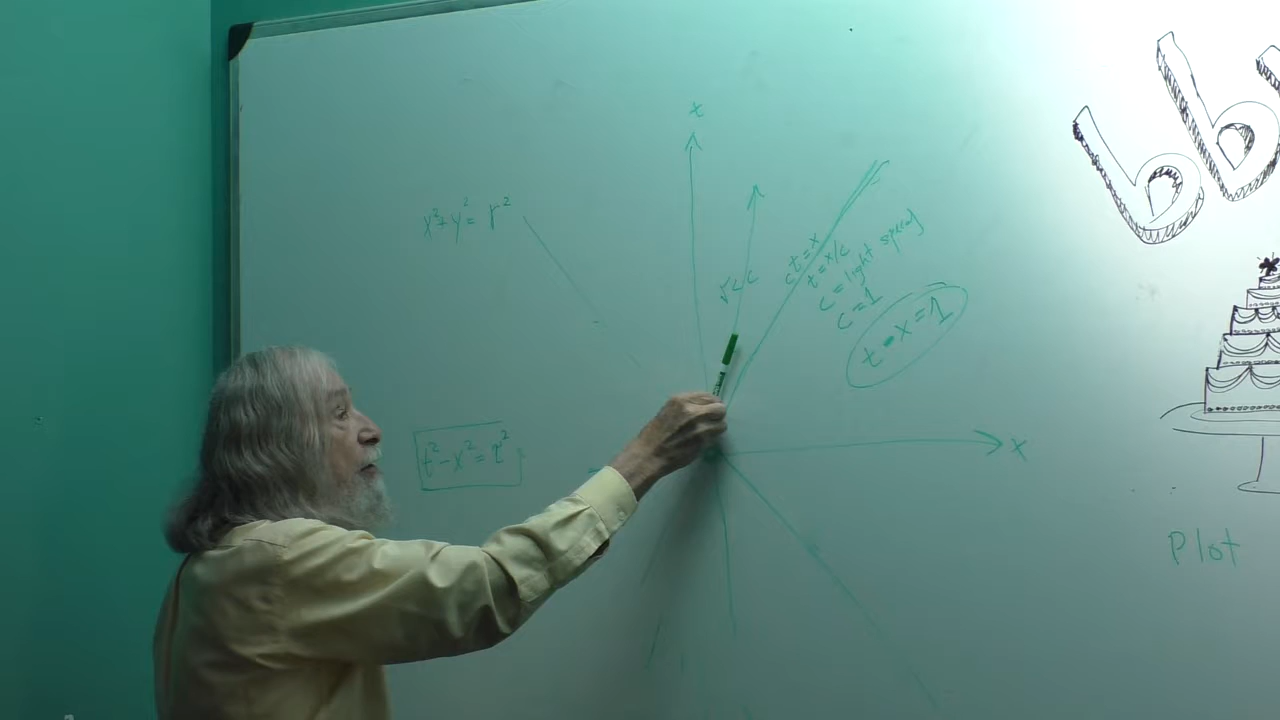 t
x²+y²=r²
v<<c
ct=x
t=x/c
c=light speed
c=1
t-x=1
t²-x²=τ²
x
bb
Plot